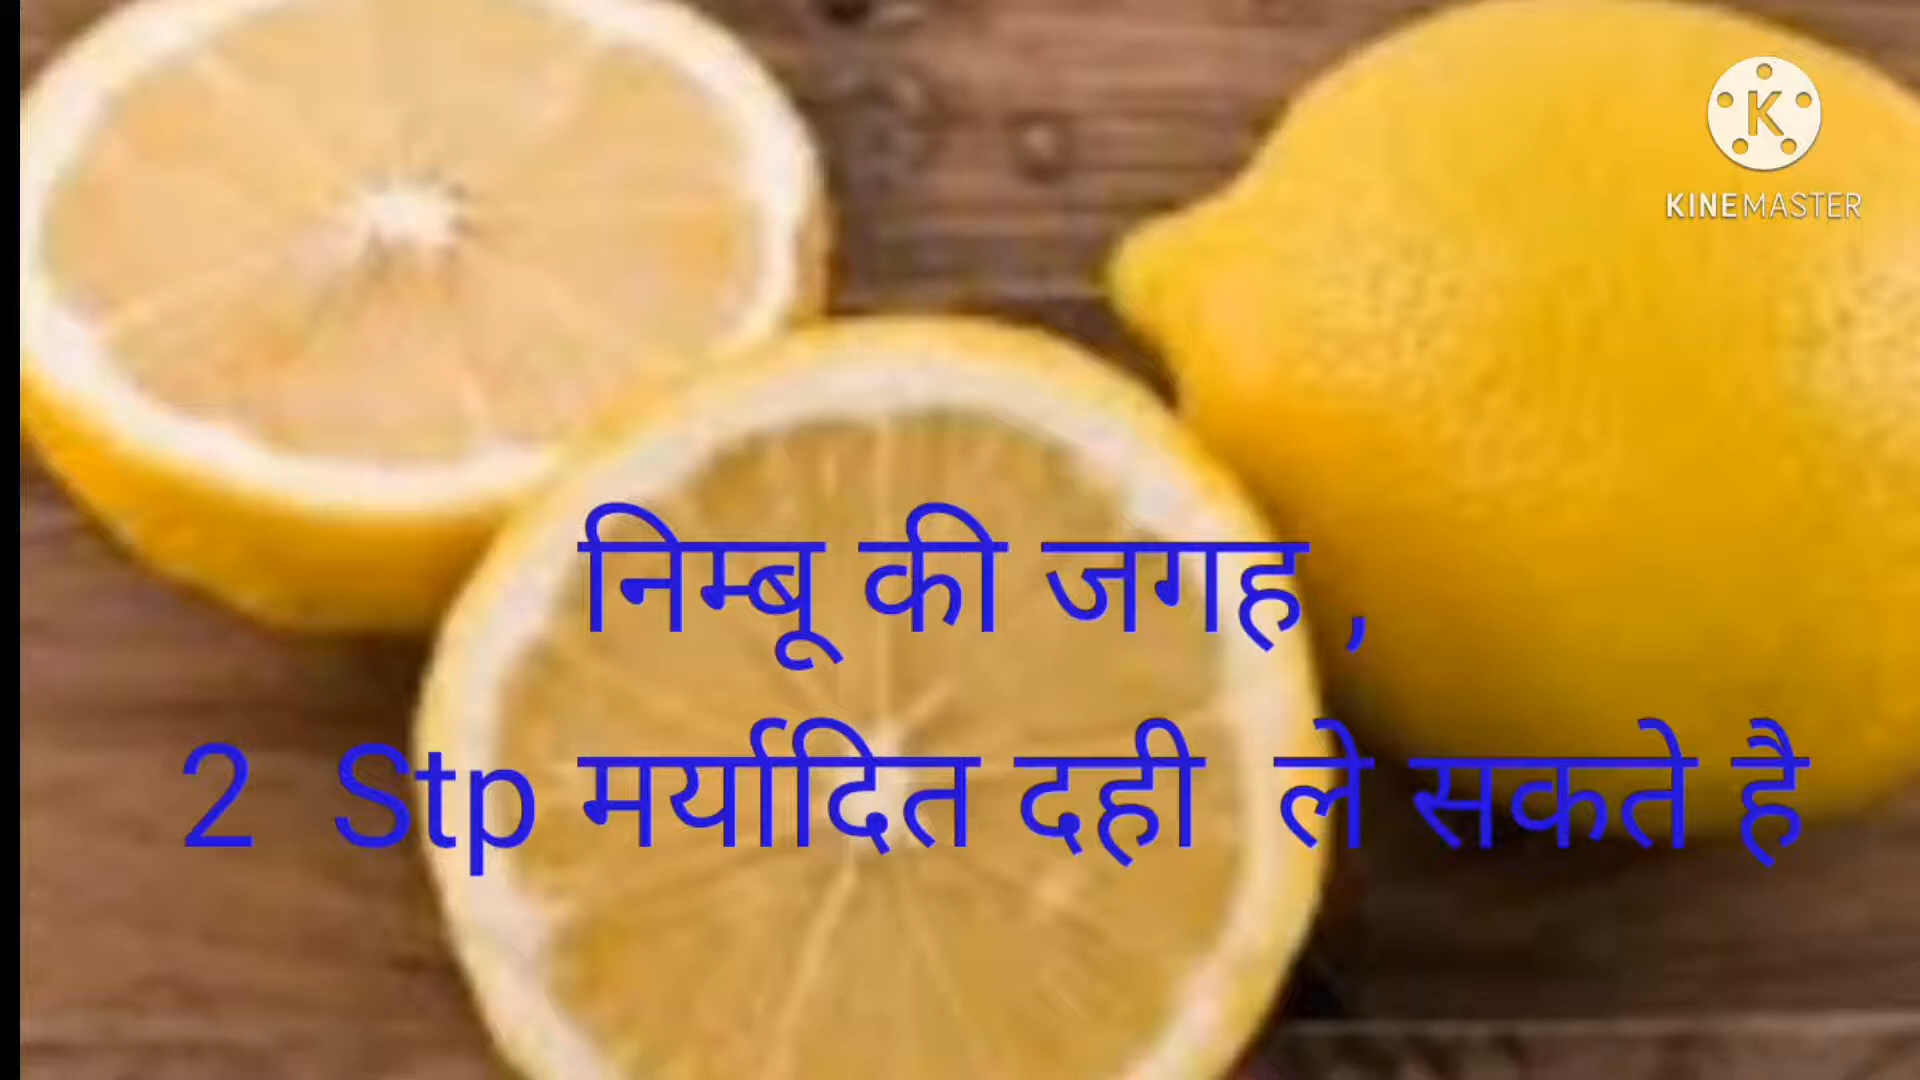 KINEMASTER
निम्बू की जगह ,
2 Stp मर्यादित दही ले सकते है